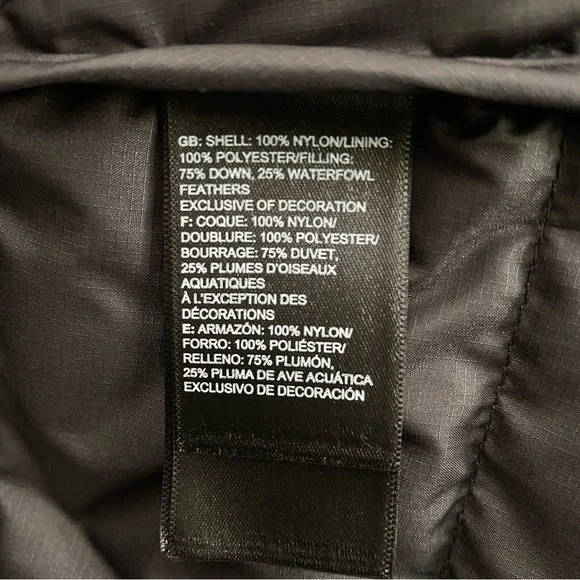 GB: SHELL: 100% NYLON/LINING:
100% POLYESTER/FILLING:
75% DOWN, 25% WATERFOWL
FEATHERS
EXCLUSIVE OF DECORATION
F: COQUE: 100% NYLON/
DOUBLURE: 100% POLYESTER/
BOURRAGE: 75% DUVET,
25% PLUMES D'OISEAUX
AQUATIQUES
À L'EXCEPTION DES
DÉCORATIONS
E: ARMAZÓN: 100% NYLON/
FORRO: 100% POLIÉSTER/
RELLENO: 75% PLUMÓN,
25% PLUMA DE AVE ACUÁTICA
EXCLUSIVO DE DECORACIÓN